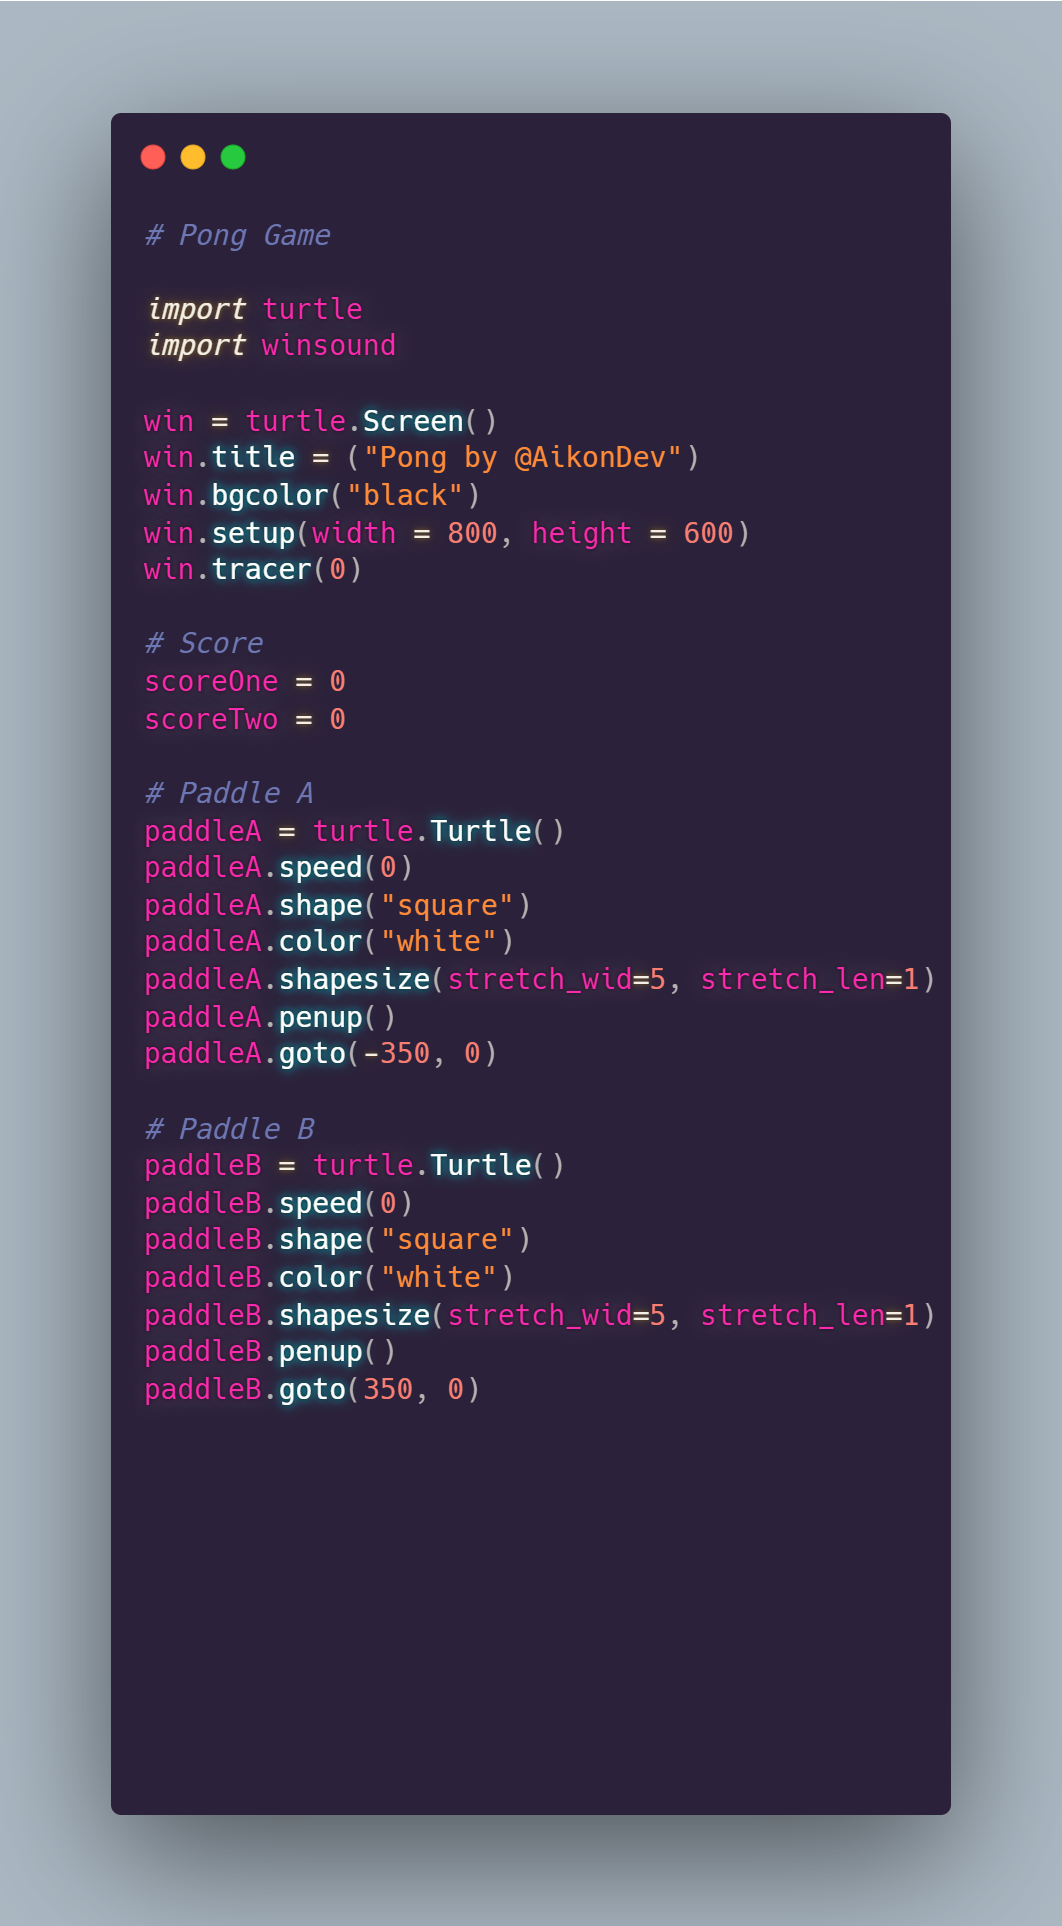 # Pong Game
import turtle
import winsound
win = turtle.Screen()
win.title = ("Pong by @AikonDev")
win.bgcolor("black")
win.setup(width = 800, height = 600)
win.tracer(0)
# Score
scoreOne = 0
scoreTwo = 0
# Paddle A
paddleA = turtle.Turtle()
paddleA.speed(0)
paddleA.shape("square")
paddleA.color("white")
paddleA.shapesize(stretch_wid=5, stretch_len=1)
paddleA.penup()
paddleA.goto(-350, 0)
# Paddle B
paddleB = turtle.Turtle()
paddleB.speed(0)
paddleB.shape("square")
paddleB.color("white")
paddleB.shapesize(stretch_wid=5, stretch_len=1)
paddleB.penup()
paddleB.goto(350, 0)